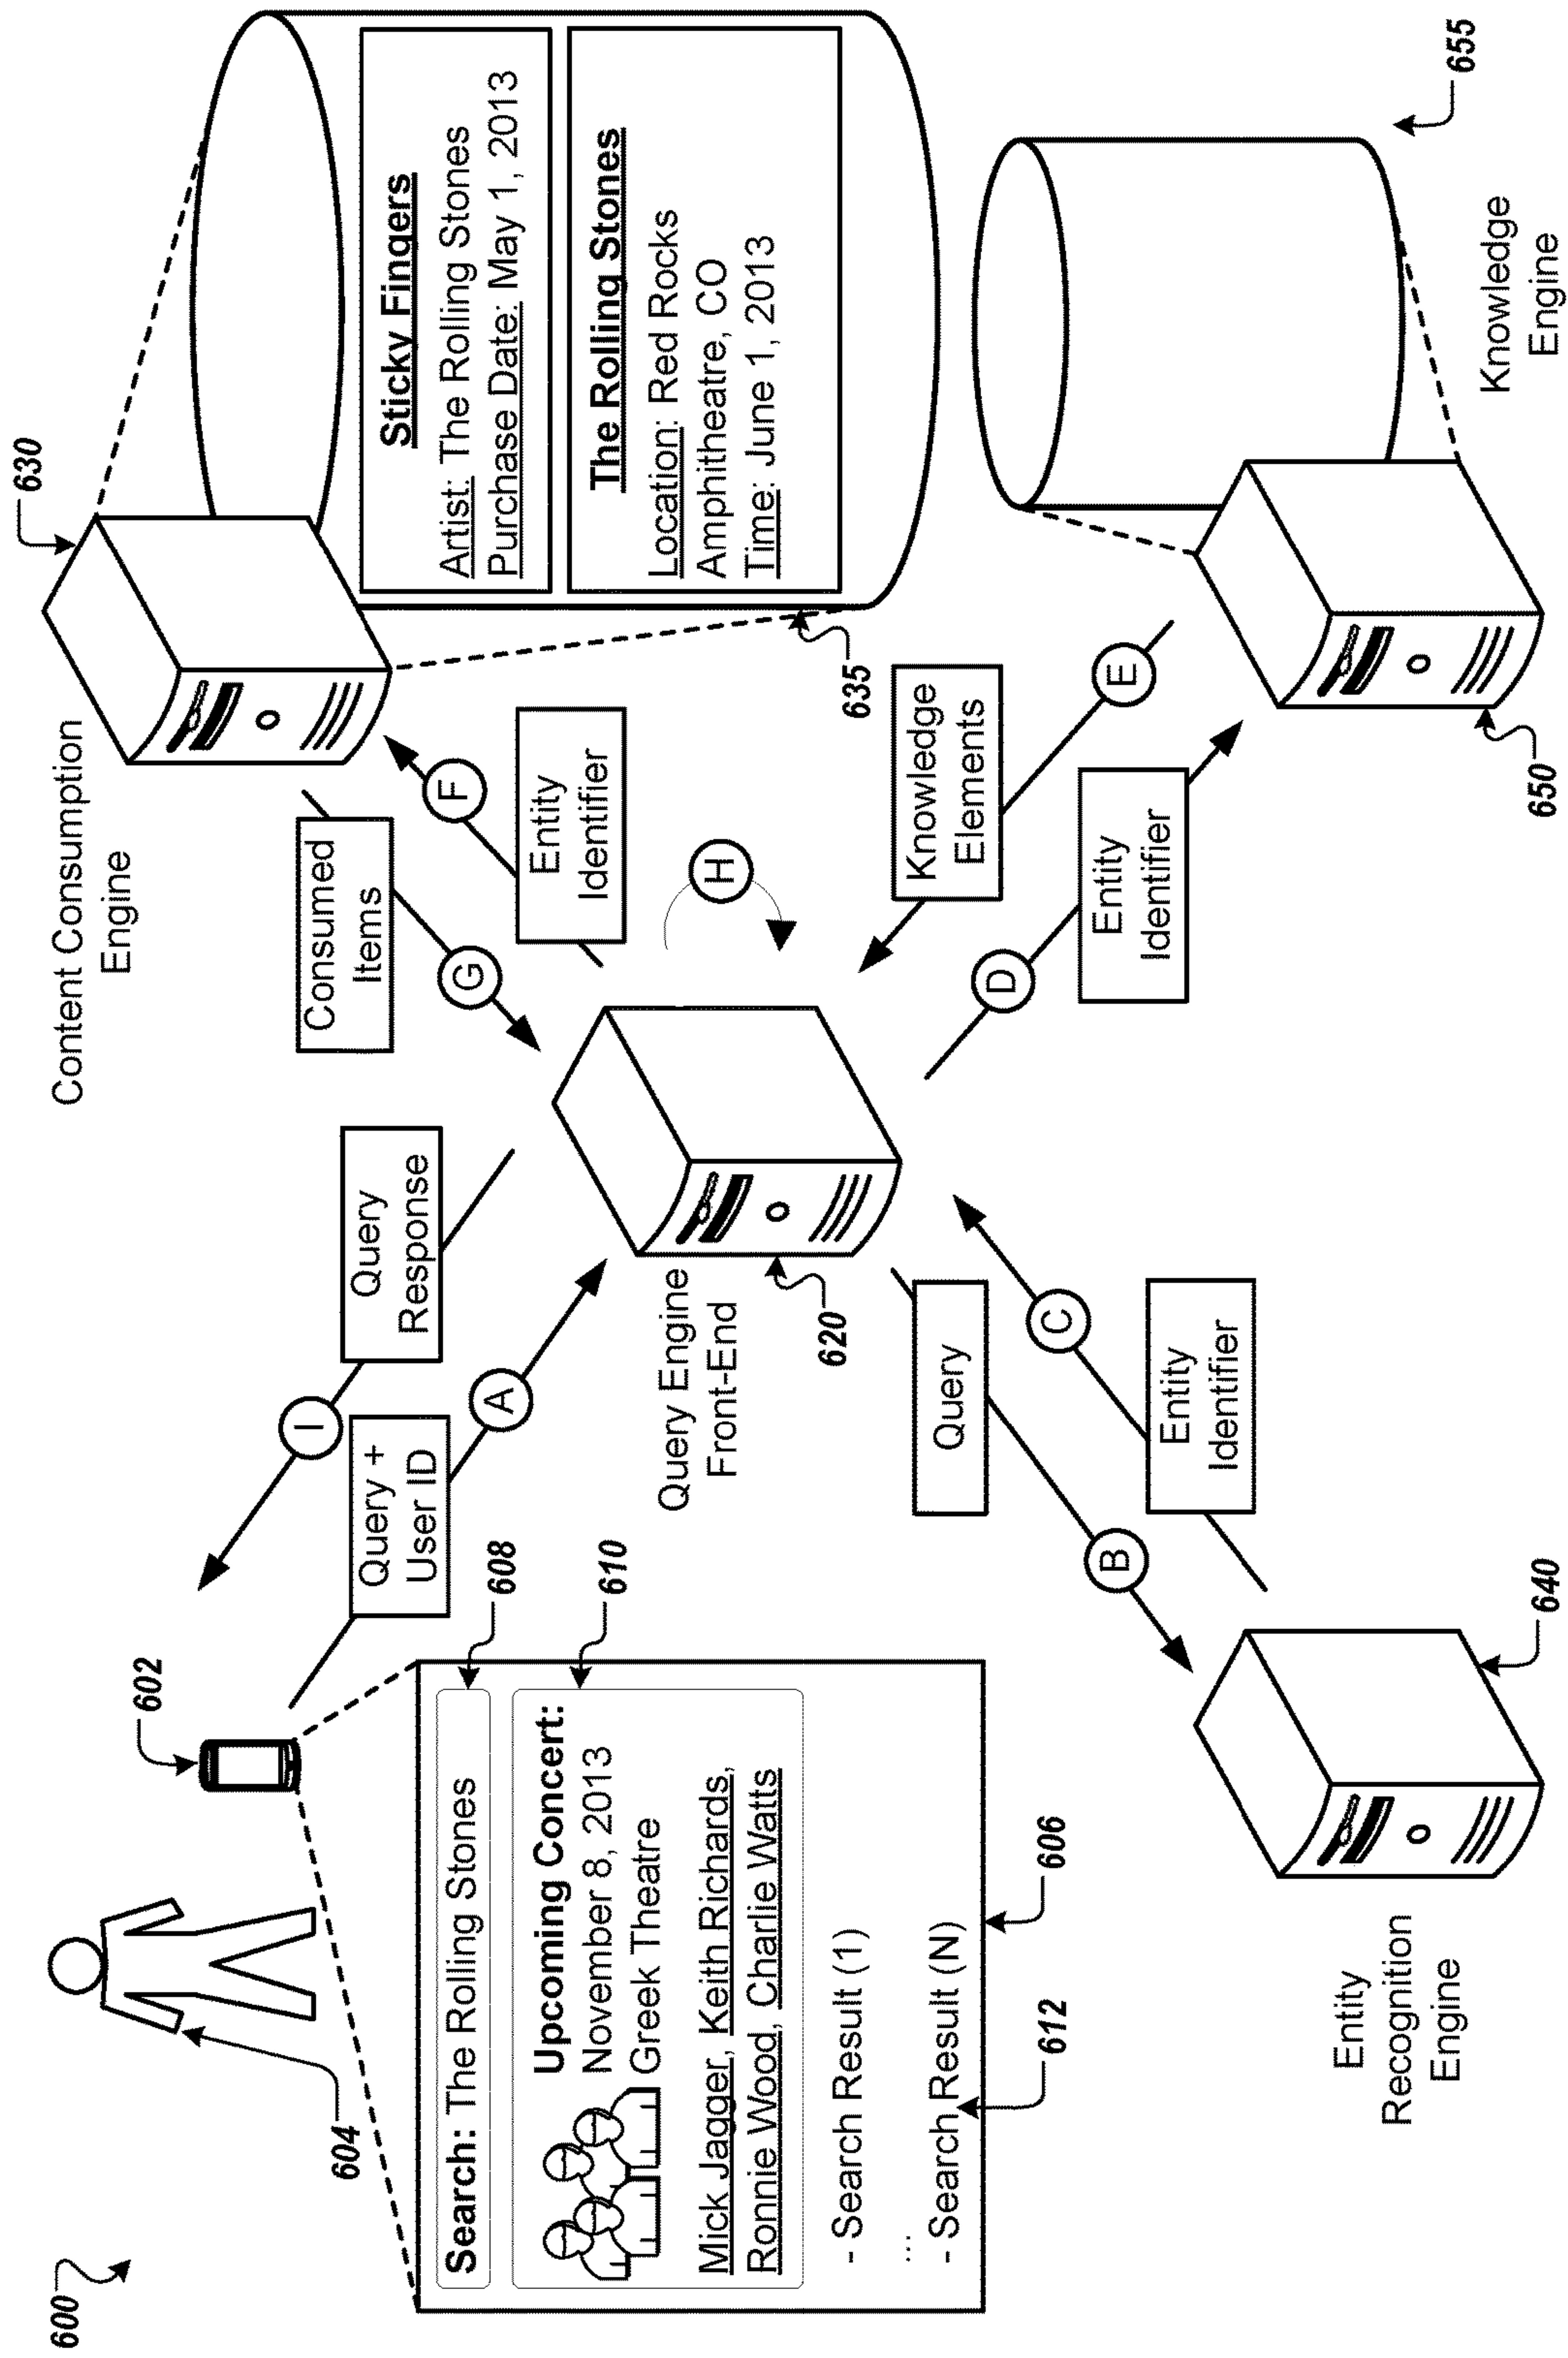 600
604
602
Query +
User ID
A
I
Query
Response
608
Search: The Rolling Stones
610
Upcoming Concert:
November 8, 2013
Greek Theatre
Mick Jagger, Keith Richards,
Ronnie Wood, Charlie Watts
- Search Result (1)
...
- Search Result (N)
612
606
Query Engine
Front-End
620
Content Consumption
Engine
630
Consumed
Items
G
F
Entity
Identifier
H
Sticky Fingers
Artist: The Rolling Stones
Purchase Date: May 1, 2013
The Rolling Stones
Location: Red Rocks
Amphitheatre, CO
Time: June 1, 2013
635
Query
B
C
Entity
Identifier
Entity
Recognition
Engine
640
Knowledge
Elements
E
D
Entity
Identifier
650
Knowledge
Engine
655